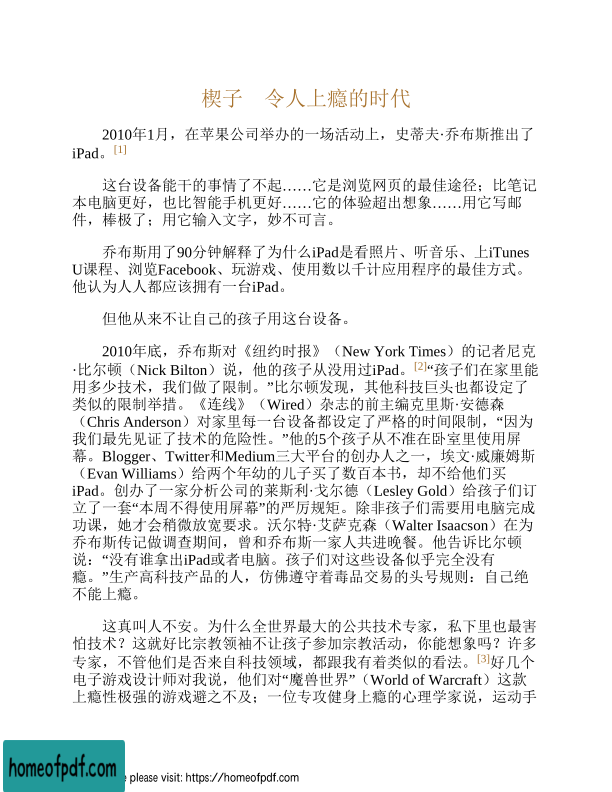 楔子 令人上瘾的时代
2010年1月，在苹果公司举办的一场活动上，史蒂夫·乔布斯推出了
iPad。[1]
这台设备能干的事情了不起……它是浏览网页的最佳途径；比笔记
本电脑更好，也比智能手机更好……它的体验超出想象……用它写邮
件，棒极了；用它输入文字，妙不可言。
乔布斯用了90分钟解释了为什么iPad是看照片、听音乐、上iTunes
U课程、浏览Facebook、玩游戏、使用数以千计应用程序的最佳方式。
他认为人人都应该拥有一台iPad。
但他从来不让自己的孩子用这台设备。
2010年底，乔布斯对《纽约时报》（New York Times）的记者尼克
·比尔顿（Nick Bilton）说，他的孩子从没用过iPad。[2]“孩子们在家里能
用多少技术，我们做了限制。”比尔顿发现，其他科技巨头也都设定了
类似的限制举措。《连线》（Wired）杂志的前主编克里斯·安德森
（Chris Anderson）对家里每一台设备都设定了严格的时间限制，“因为
我们最先见证了技术的危险性。”他的5个孩子从不准在卧室里使用屏
幕。Blogger、Twitter和Medium三大平台的创办人之一，埃文·威廉姆斯
（Evan Williams）给两个年幼的儿子买了数百本书，却不给他们买
iPad。创办了一家分析公司的莱斯利·戈尔德（Lesley Gold）给孩子们订
立了一套“本周不得使用屏幕”的严厉规矩。除非孩子们需要用电脑完成
功课，她才会稍微放宽要求。沃尔特·艾萨克森（Walter Isaacson）在为
乔布斯传记做调查期间，曾和乔布斯一家人共进晚餐。他告诉比尔顿
说：“没有谁拿出iPad或者电脑。孩子们对这些设备似乎完全没有
瘾。”生产高科技产品的人，仿佛遵守着毒品交易的头号规则：自己绝
不能上瘾。
这真叫人不安。为什么全世界最大的公共技术专家，私下里也最害
怕技术？这就好比宗教领袖不让孩子参加宗教活动，你能想象吗？许多
专家，不管他们是否来自科技领域，都跟我有着类似的看法。[3]好几个
电子游戏设计师对我说，他们对“魔兽世界”（World of Warcraft）这款
上瘾性极强的游戏避之不及；一位专攻健身上瘾的心理学家说，运动手
homeofpdf.com
e please visit: https://homeofpdf.com